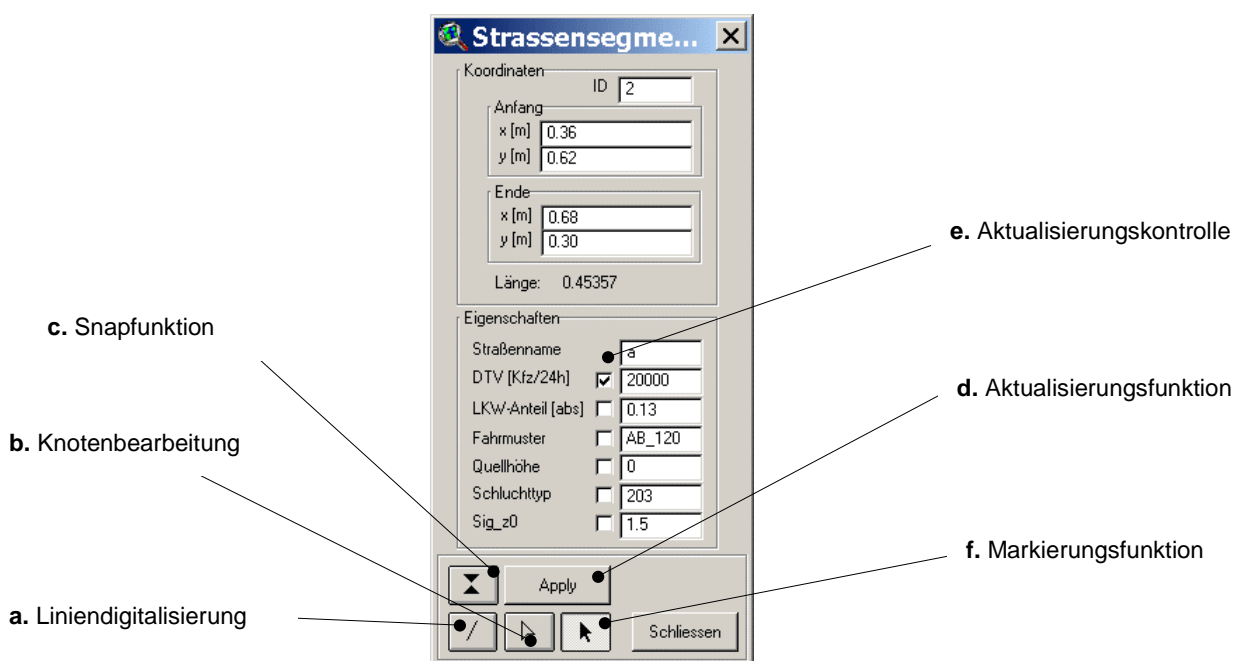 Strassensegme...
Koordinaten
ID 2
Anfang
x [m] 0.36
y [m] 0.62
Ende
x [m] 0.68
y [m] 0.30
Länge: 0.45357
Eigenschaften
Straßenname a
DTV [Kfz/24h] 20000
LKW-Anteil [abs] 0.13
Fahrmuster AB_120
Quellhöhe 0
Schluchttyp 203
Sig_z0 1.5
Apply
Schliessen
e. Aktualisierungskontrolle
c. Snapfunktion
d. Aktualisierungsfunktion
b. Knotenbearbeitung
f. Markierungsfunktion
a. Liniendigitalisierung